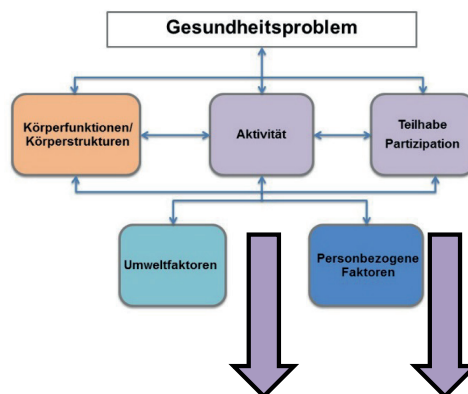 Gesundheitsproblem
Körperfunktionen/
Körperstrukturen
Aktivität
Teilhabe
Partizipation
Umweltfaktoren
Personbezogene
Faktoren